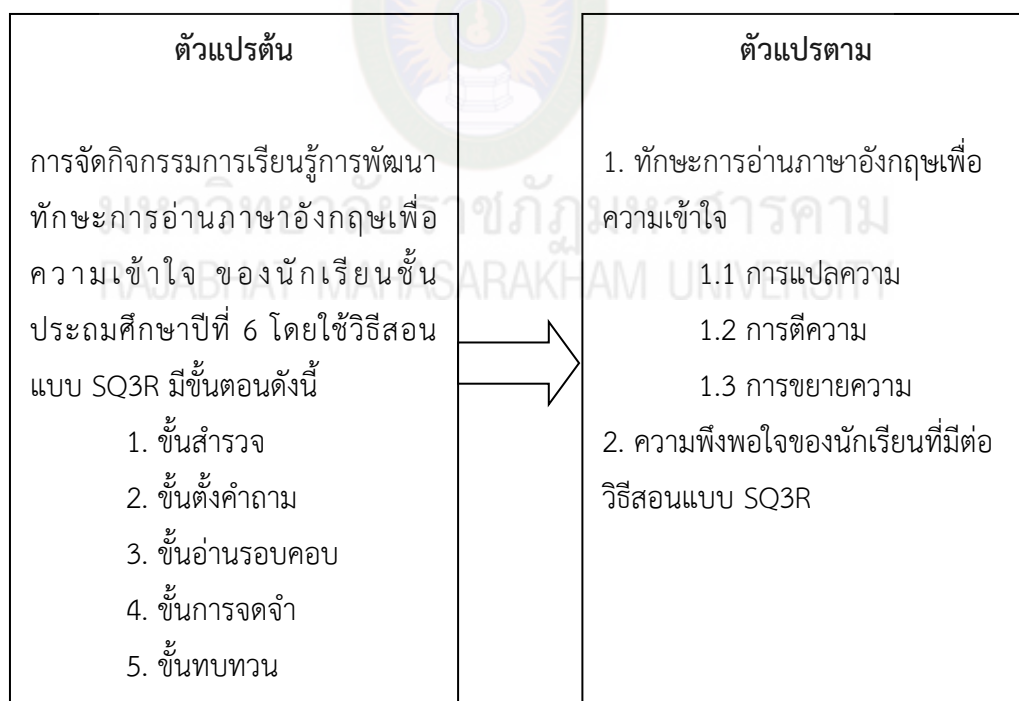 ตัวแปรต้น
การจัดกิจกรรมการเรียนรู้การพัฒนา
ทักษะการอ่านภาษาอังกฤษเพื่อ
ความเข้าใจ ของนักเรียนชั้น
ประถมศึกษาปีที่ 6 โดยใช้วิธีสอน
แบบ SQ3R มีขั้นตอนดังนี้
1. ขั้นสำรวจ
2. ขั้นตั้งคำถาม
3. ขั้นอ่านรอบคอบ
4. ขั้นการจดจำ
5. ขั้นทบทวน
ตัวแปรตาม
1. ทักษะการอ่านภาษาอังกฤษเพื่อ
ความเข้าใจ
1.1 การแปลความ
1.2 การตีความ
1.3 การขยายความ
2. ความพึงพอใจของนักเรียนที่มีต่อ
วิธีสอนแบบ SQ3R
มหาวิทยาลัยราชภัฏมหาสารคาม
RAJABHAT MAHASARAKHAM UNIVERSITY